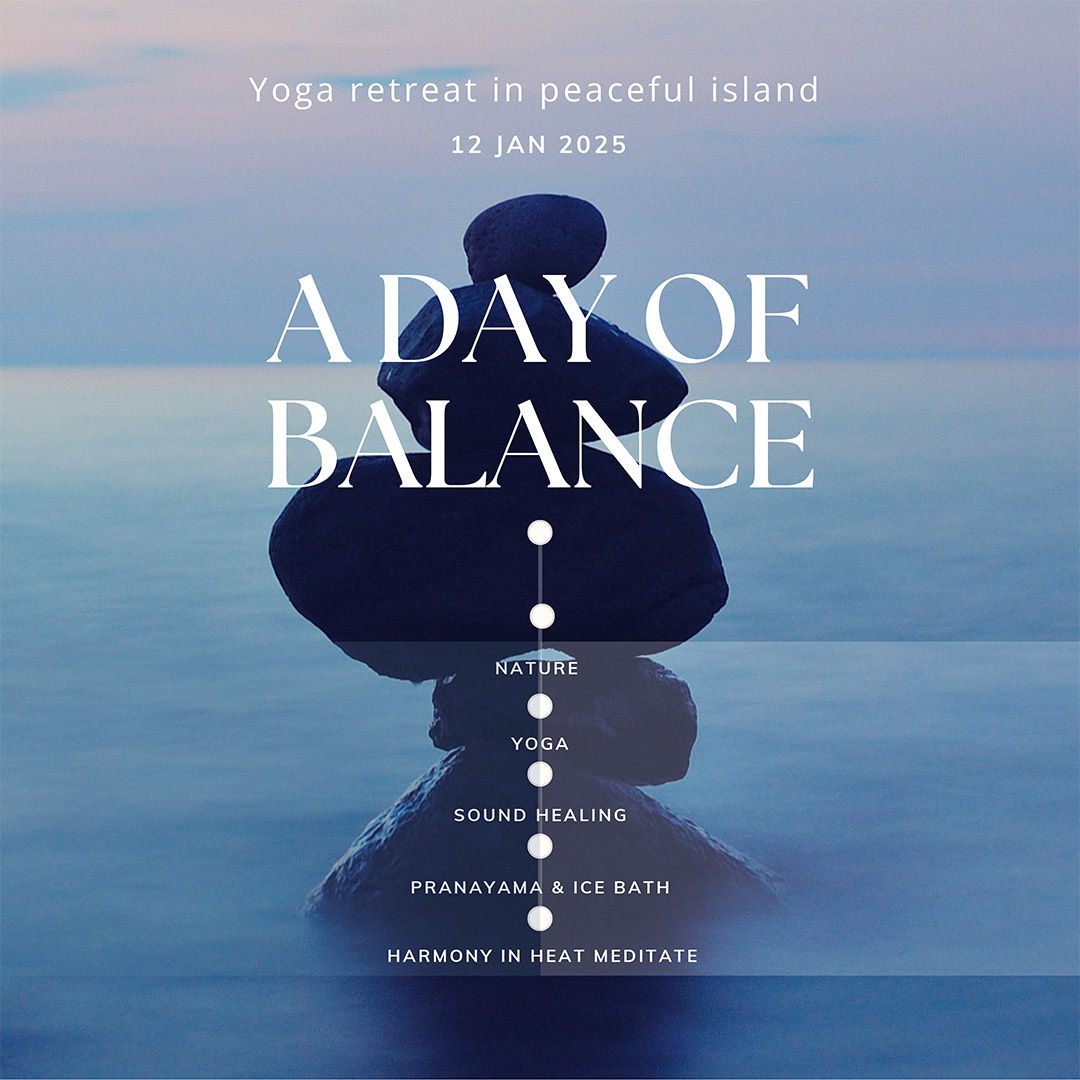 Yoga retreat in peaceful island
12 JAN 2025
A DAY OF
BALANCE
NATURE
YOGA
SOUND HEALING
PRANAYAMA & ICE BATH
HARMONY IN HEAT MEDITATE